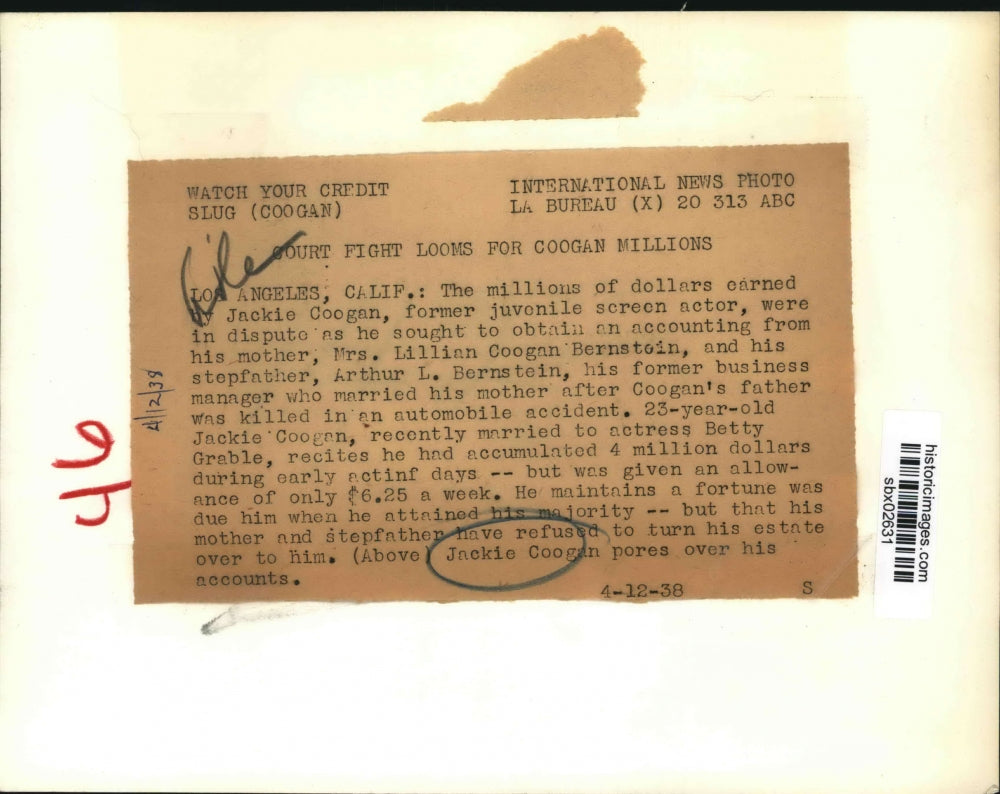 WATCH YOUR CREDIT
SLUG (COOGAN)
INTERNATIONAL NEWS PHOTO
LA BUREAU (X) 20 313 ABC
COURT FIGHT LOOMS FOR COOGAN MILLIONS
LOS ANGELES, CALIF.: The millions of dollars earned
by Jackie Coogan, former juvenile screen actor, were
in dispute as he sought to obtain an accounting from
his mother, Mrs. Lillian Coogan Bernstein, and his
stepfather, Arthur L. Bernstein, his former business
manager who married his mother after Coogan's father
was killed in an automobile accident. 23-year-old
Jackie Coogan, recently married to actress Betty
Grable, recites he had accumulated 4 million dollars
during early actinf days -- but was given an allow-
ance of only $6.25 a week. He maintains a fortune was
due him when he attained his majority -- but that his
mother and stepfather have refused to turn his estate
over to him. (Above) Jackie Coogan pores over his
accounts.
4-12-38 S
File
4/12/38
46
historicimages.com
sbx02631